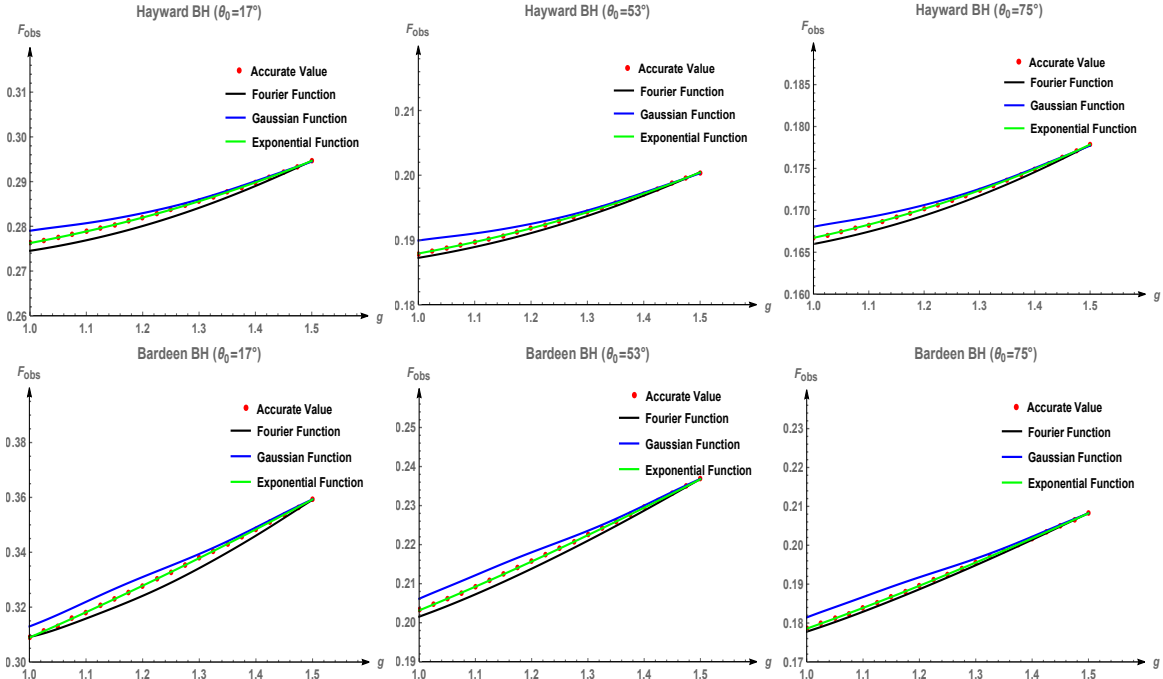 Hayward BH (θ0=17°)
Fobs
0.31
0.30
0.29
0.28
0.27
0.26
1.0 1.1 1.2 1.3 1.4 1.5
g
Accurate Value
Fourier Function
Gaussian Function
Exponential Function
Hayward BH (θ0=53°)
Fobs
0.21
0.20
0.19
0.18
1.0 1.1 1.2 1.3 1.4 1.5
g
Accurate Value
Fourier Function
Gaussian Function
Exponential Function
Hayward BH (θ0=75°)
Fobs
0.185
0.180
0.175
0.170
0.165
0.160
1.0 1.1 1.2 1.3 1.4 1.5
g
Accurate Value
Fourier Function
Gaussian Function
Exponential Function
Bardeen BH (θ0=17°)
Fobs
0.38
0.36
0.34
0.32
0.30
1.0 1.1 1.2 1.3 1.4 1.5
g
Accurate Value
Fourier Function
Gaussian Function
Exponential Function
Bardeen BH (θ0=53°)
Fobs
0.25
0.24
0.23
0.22
0.21
0.20
0.19
1.0 1.1 1.2 1.3 1.4 1.5
g
Accurate Value
Fourier Function
Gaussian Function
Exponential Function
Bardeen BH (θ0=75°)
Fobs
0.23
0.22
0.21
0.20
0.19
0.18
0.17
1.0 1.1 1.2 1.3 1.4 1.5
g
Accurate Value
Fourier Function
Gaussian Function
Exponential Function